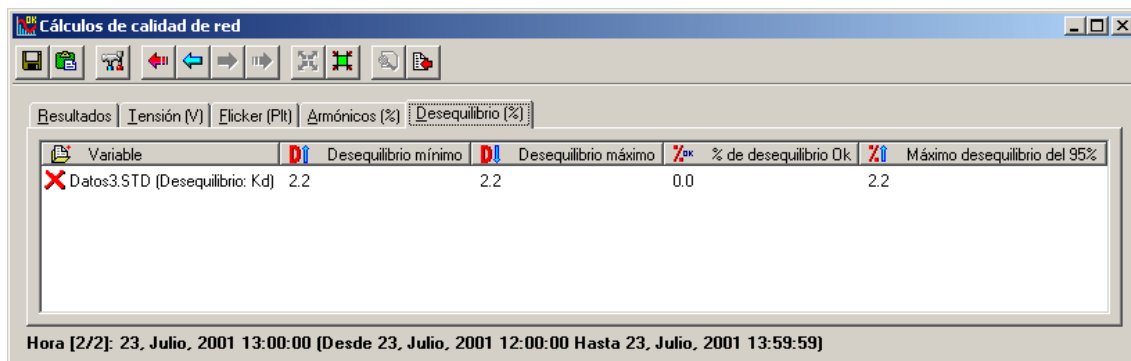 Cálculos de calidad de red
Resultados Tensión (V) Flicker (Plt) Armónicos (%) Desequilibrio (%)
Variable D Desequilibrio mínimo D Desequilibrio máximo %OK % de desequilibrio Ok % Máximo desequilibrio del 95%
Datos3.STD (Desequilibrio: Kd) 2.2 2.2 0.0 2.2
Hora [2/2]: 23, Julio, 2001 13:00:00 (Desde 23, Julio, 2001 12:00:00 Hasta 23, Julio, 2001 13:59:59)